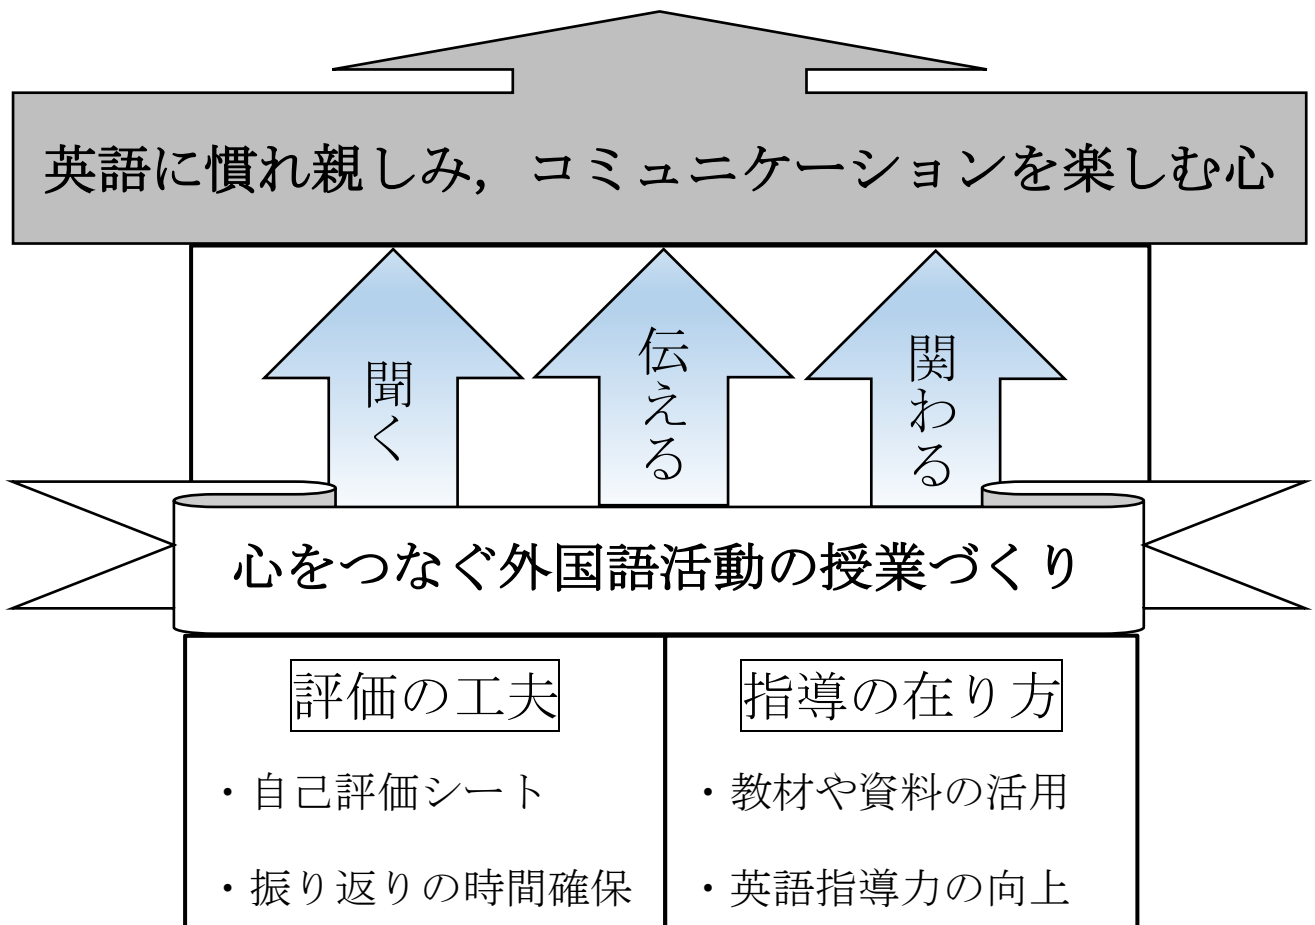 英語に慣れ親しみ，コミュニケーションを楽しむ心
聞く
伝える
関わる
心をつなぐ外国語活動の授業づくり
評価の工夫
・自己評価シート
・振り返りの時間確保
指導の在り方
・教材や資料の活用
・英語指導力の向上